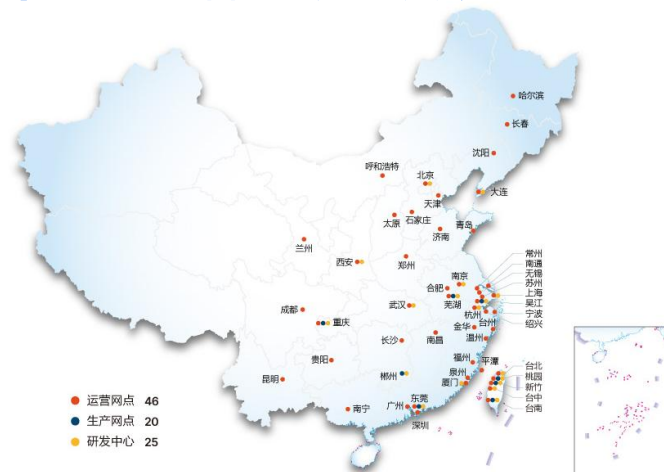 哈尔滨
长春
沈阳
呼和浩特
北京
大连
天津
太原
石家庄
济南
青岛
兰州
西安
郑州
常州
南通
无锡
苏州
上海
吴江
宁波
绍兴
南京
合肥
芜湖
杭州
台州
金华
温州
成都
重庆
武汉
长沙
南昌
贵阳
郴州
福州
平潭
泉州
厦门
昆明
南宁
广州
东莞
深圳
台北
桃园
新竹
台中
台南
运营网点 46
生产网点 20
研发中心 25